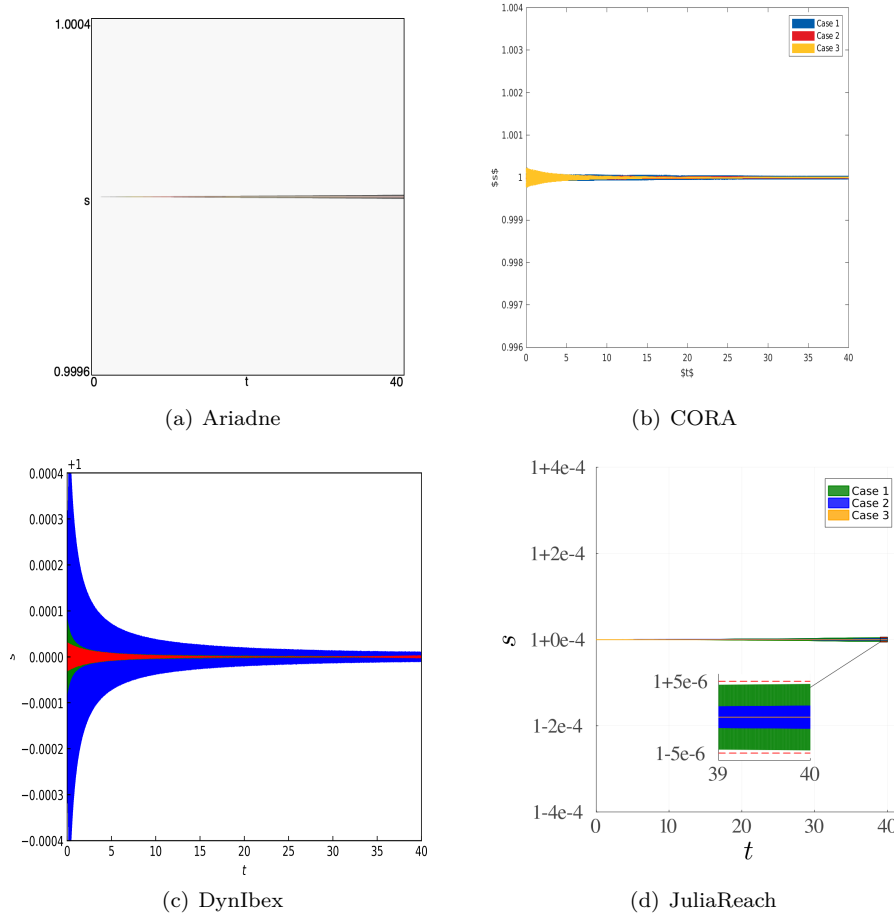 1.0004
s
0.9996
0
t
40
(a) Ariadne
1.004
1.003
1.002
1.001
1
0.999
0.998
0.997
0.996
$s$
0
5
10
15
20
25
30
35
40
$t$
Case 1
Case 2
Case 3
(b) CORA
+1
0.0004
0.0003
0.0002
0.0001
0.0000
−0.0001
−0.0002
−0.0003
−0.0004
s
0
5
10
15
20
25
30
35
40
t
(c) DynIbex
1+4e-4
1+2e-4
1+0e-4
1-2e-4
1-4e-4
s
Case 1
Case 2
Case 3
1+5e-6
1-5e-6
39
40
0
10
20
30
40
t
(d) JuliaReach